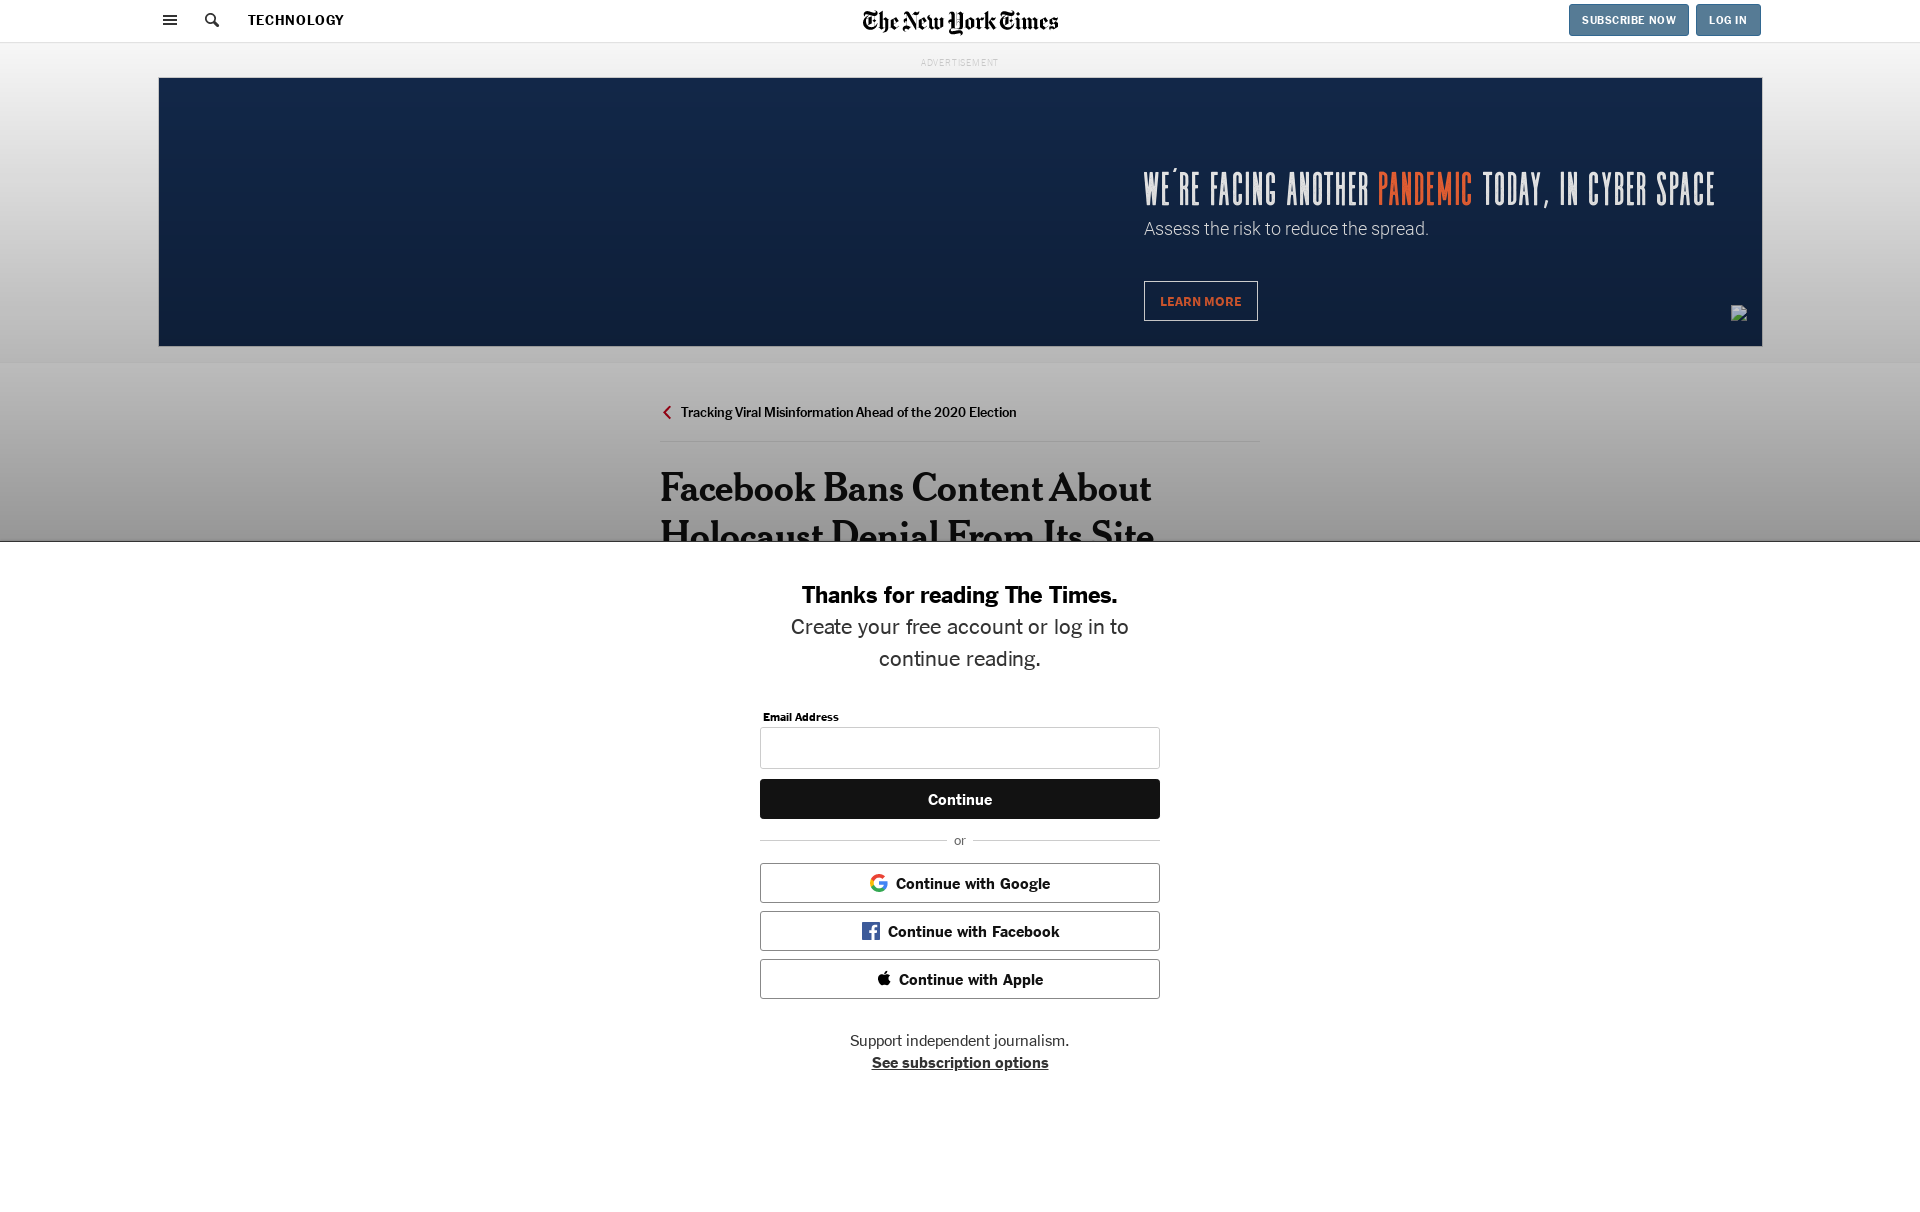 TECHNOLOGY
The New York Times
SUBSCRIBE NOW
LOG IN
ADVERTISEMENT
WE'RE FACING ANOTHER PANDEMIC TODAY, IN CYBER SPACE
Assess the risk to reduce the spread.
LEARN MORE
Tracking Viral Misinformation Ahead of the 2020 Election
Facebook Bans Content About
Holocaust Denial From Its Site
Thanks for reading The Times.
Create your free account or log in to
continue reading.
Email Address
Continue
or
Continue with Google
Continue with Facebook
Continue with Apple
Support independent journalism.
See subscription options